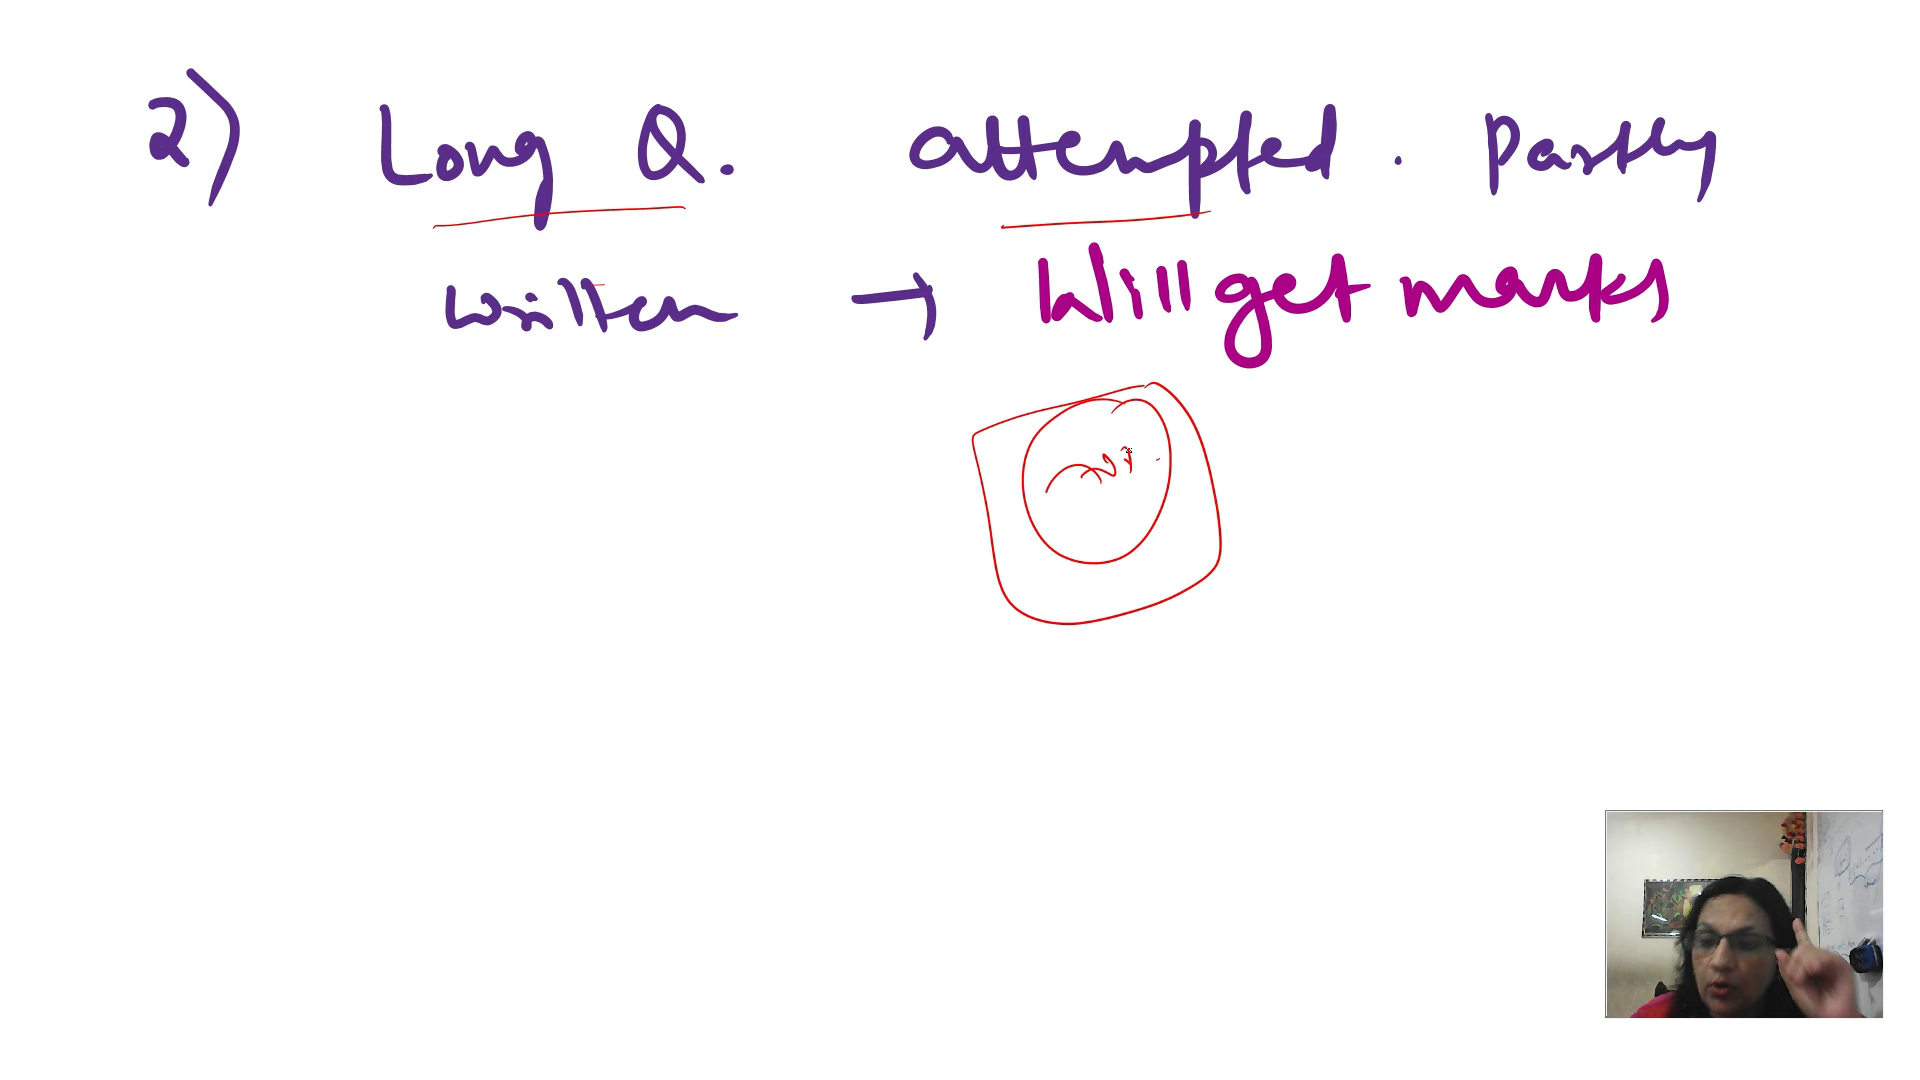 2) Long Q. attempted. Partly
written → Will get marks